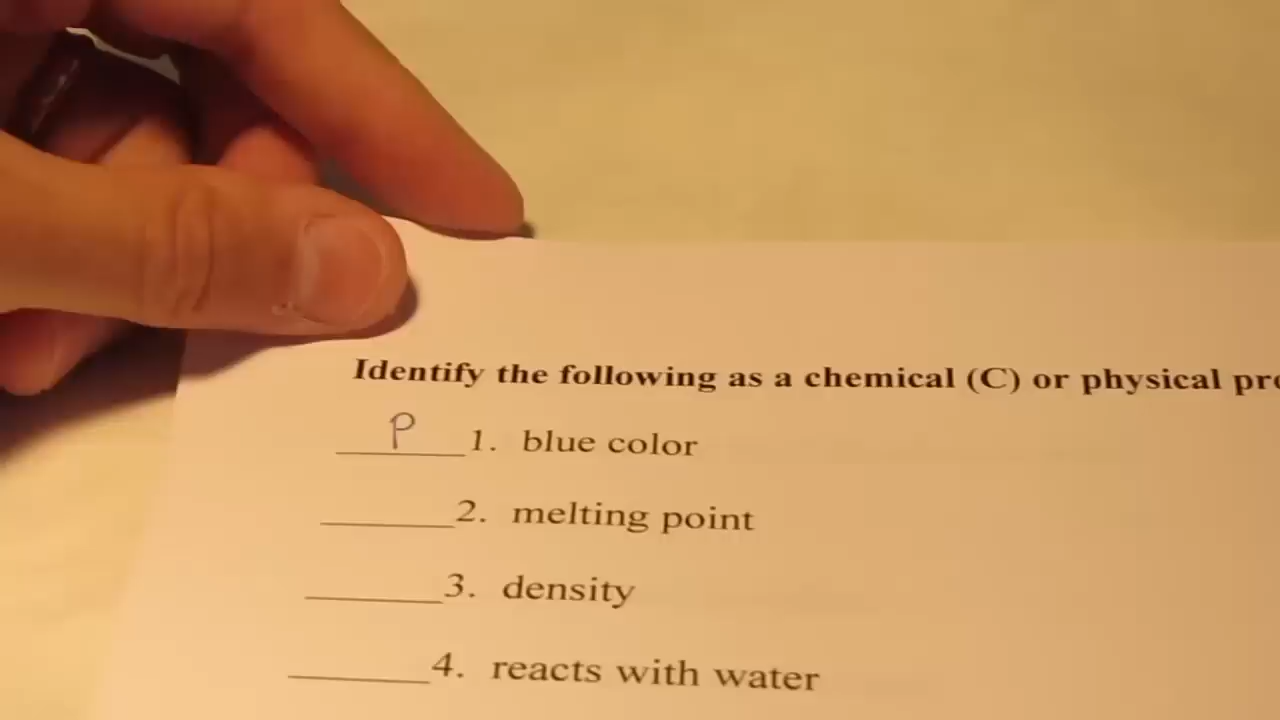 Identify the following as a chemical (C) or physical
P 1. blue color
2. melting point
3. density
4. reacts with water